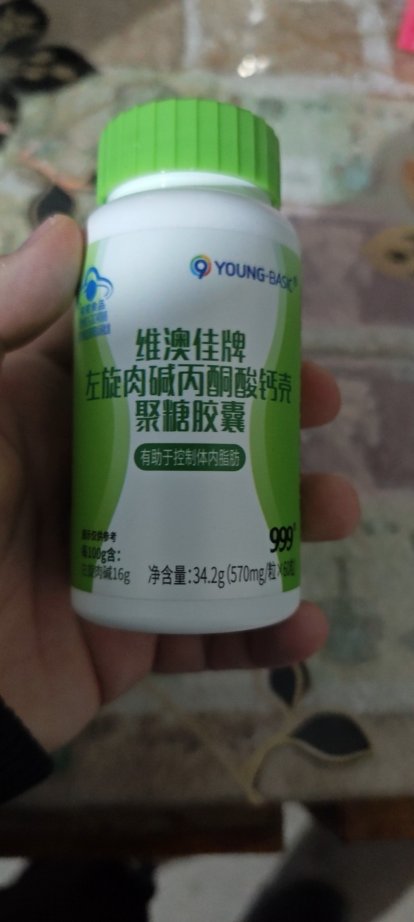 YOUNG-BASIC®
维澳佳牌
左旋肉碱丙酮酸钙壳
聚糖胶囊
有助于控制体内脂肪
999®
每100g含：
左旋肉碱16g
净含量：34.2g(570mg/粒×60粒)